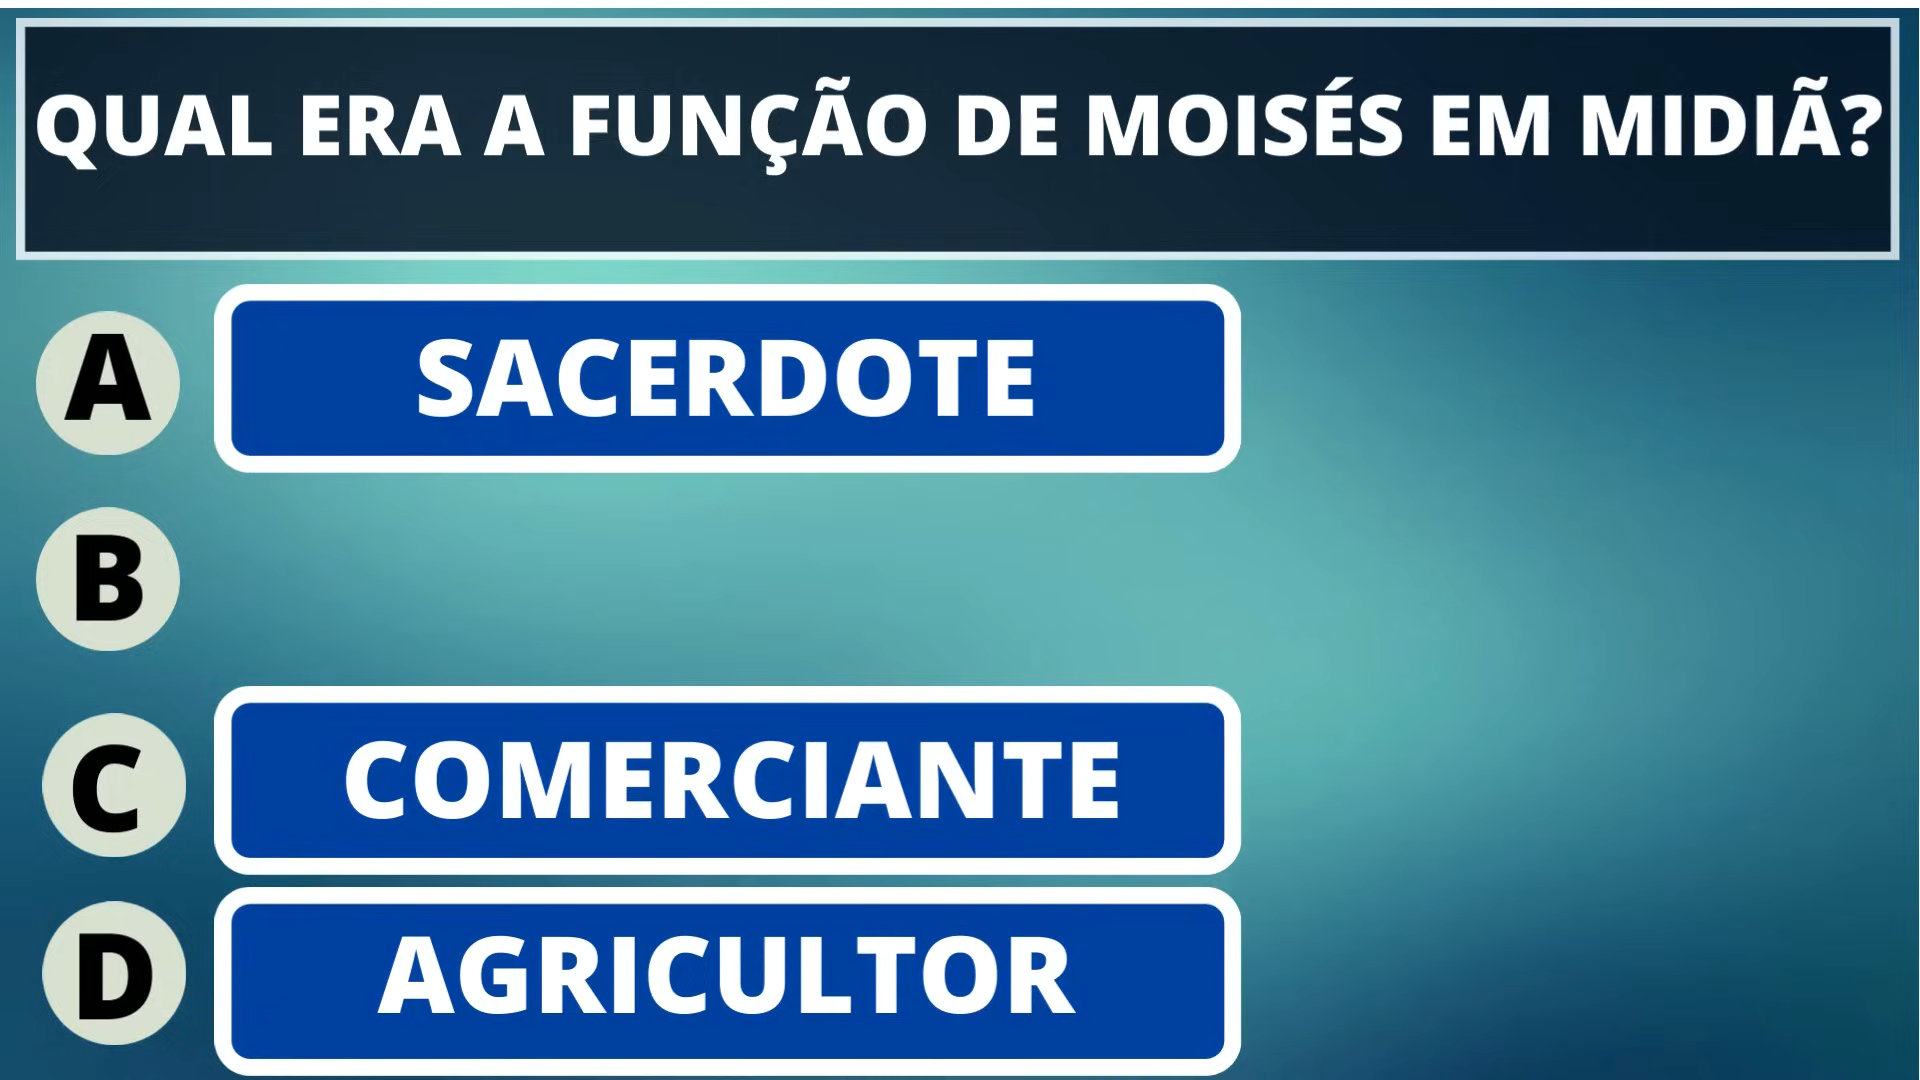 QUAL ERA A FUNÇÃO DE MOISÉS EM MIDIÃ?
A SACERDOTE
B
C COMERCIANTE
D AGRICULTOR